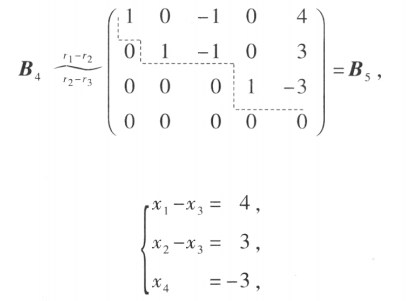 B₄ r₁−r₂ ~ r₂−r₃ ( 1 0 −1 0 4
0 1 −1 0 3
0 0 0 1 −3
0 0 0 0 0 ) = B₅ ,
{ x₁ − x₃ = 4 ,
x₂ − x₃ = 3 ,
x₄ = −3 ,